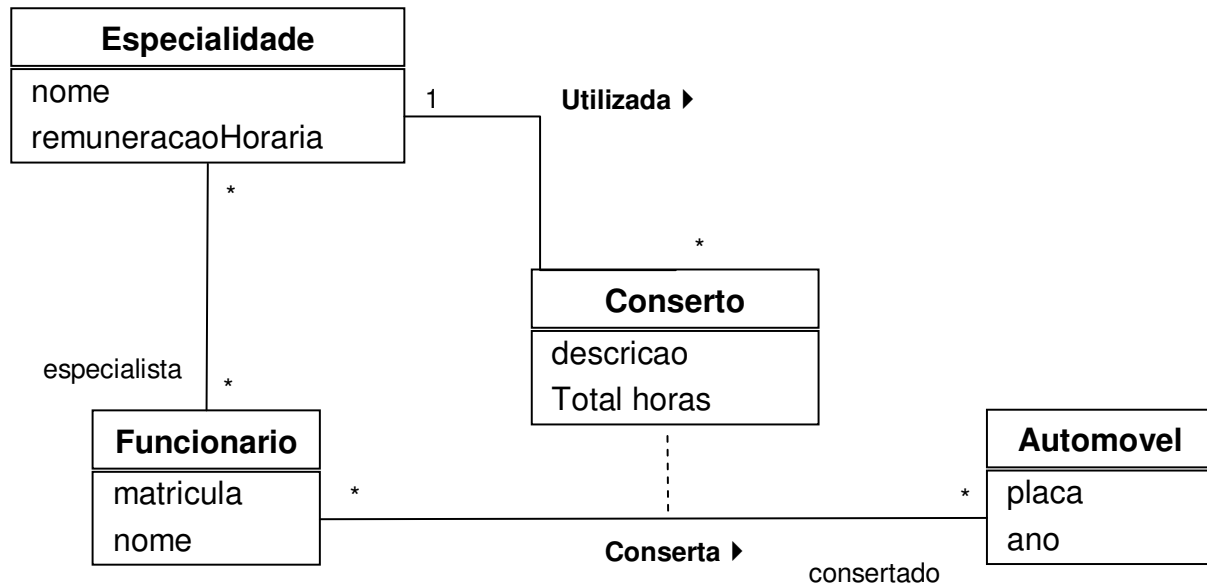 Especialidade
nome
remuneracaoHoraria
1
Utilizada ▶
*
*
Conserto
descricao
Total horas
especialista
*
Funcionario
matricula
nome
*
*
Automovel
placa
ano
Conserta ▶
consertado